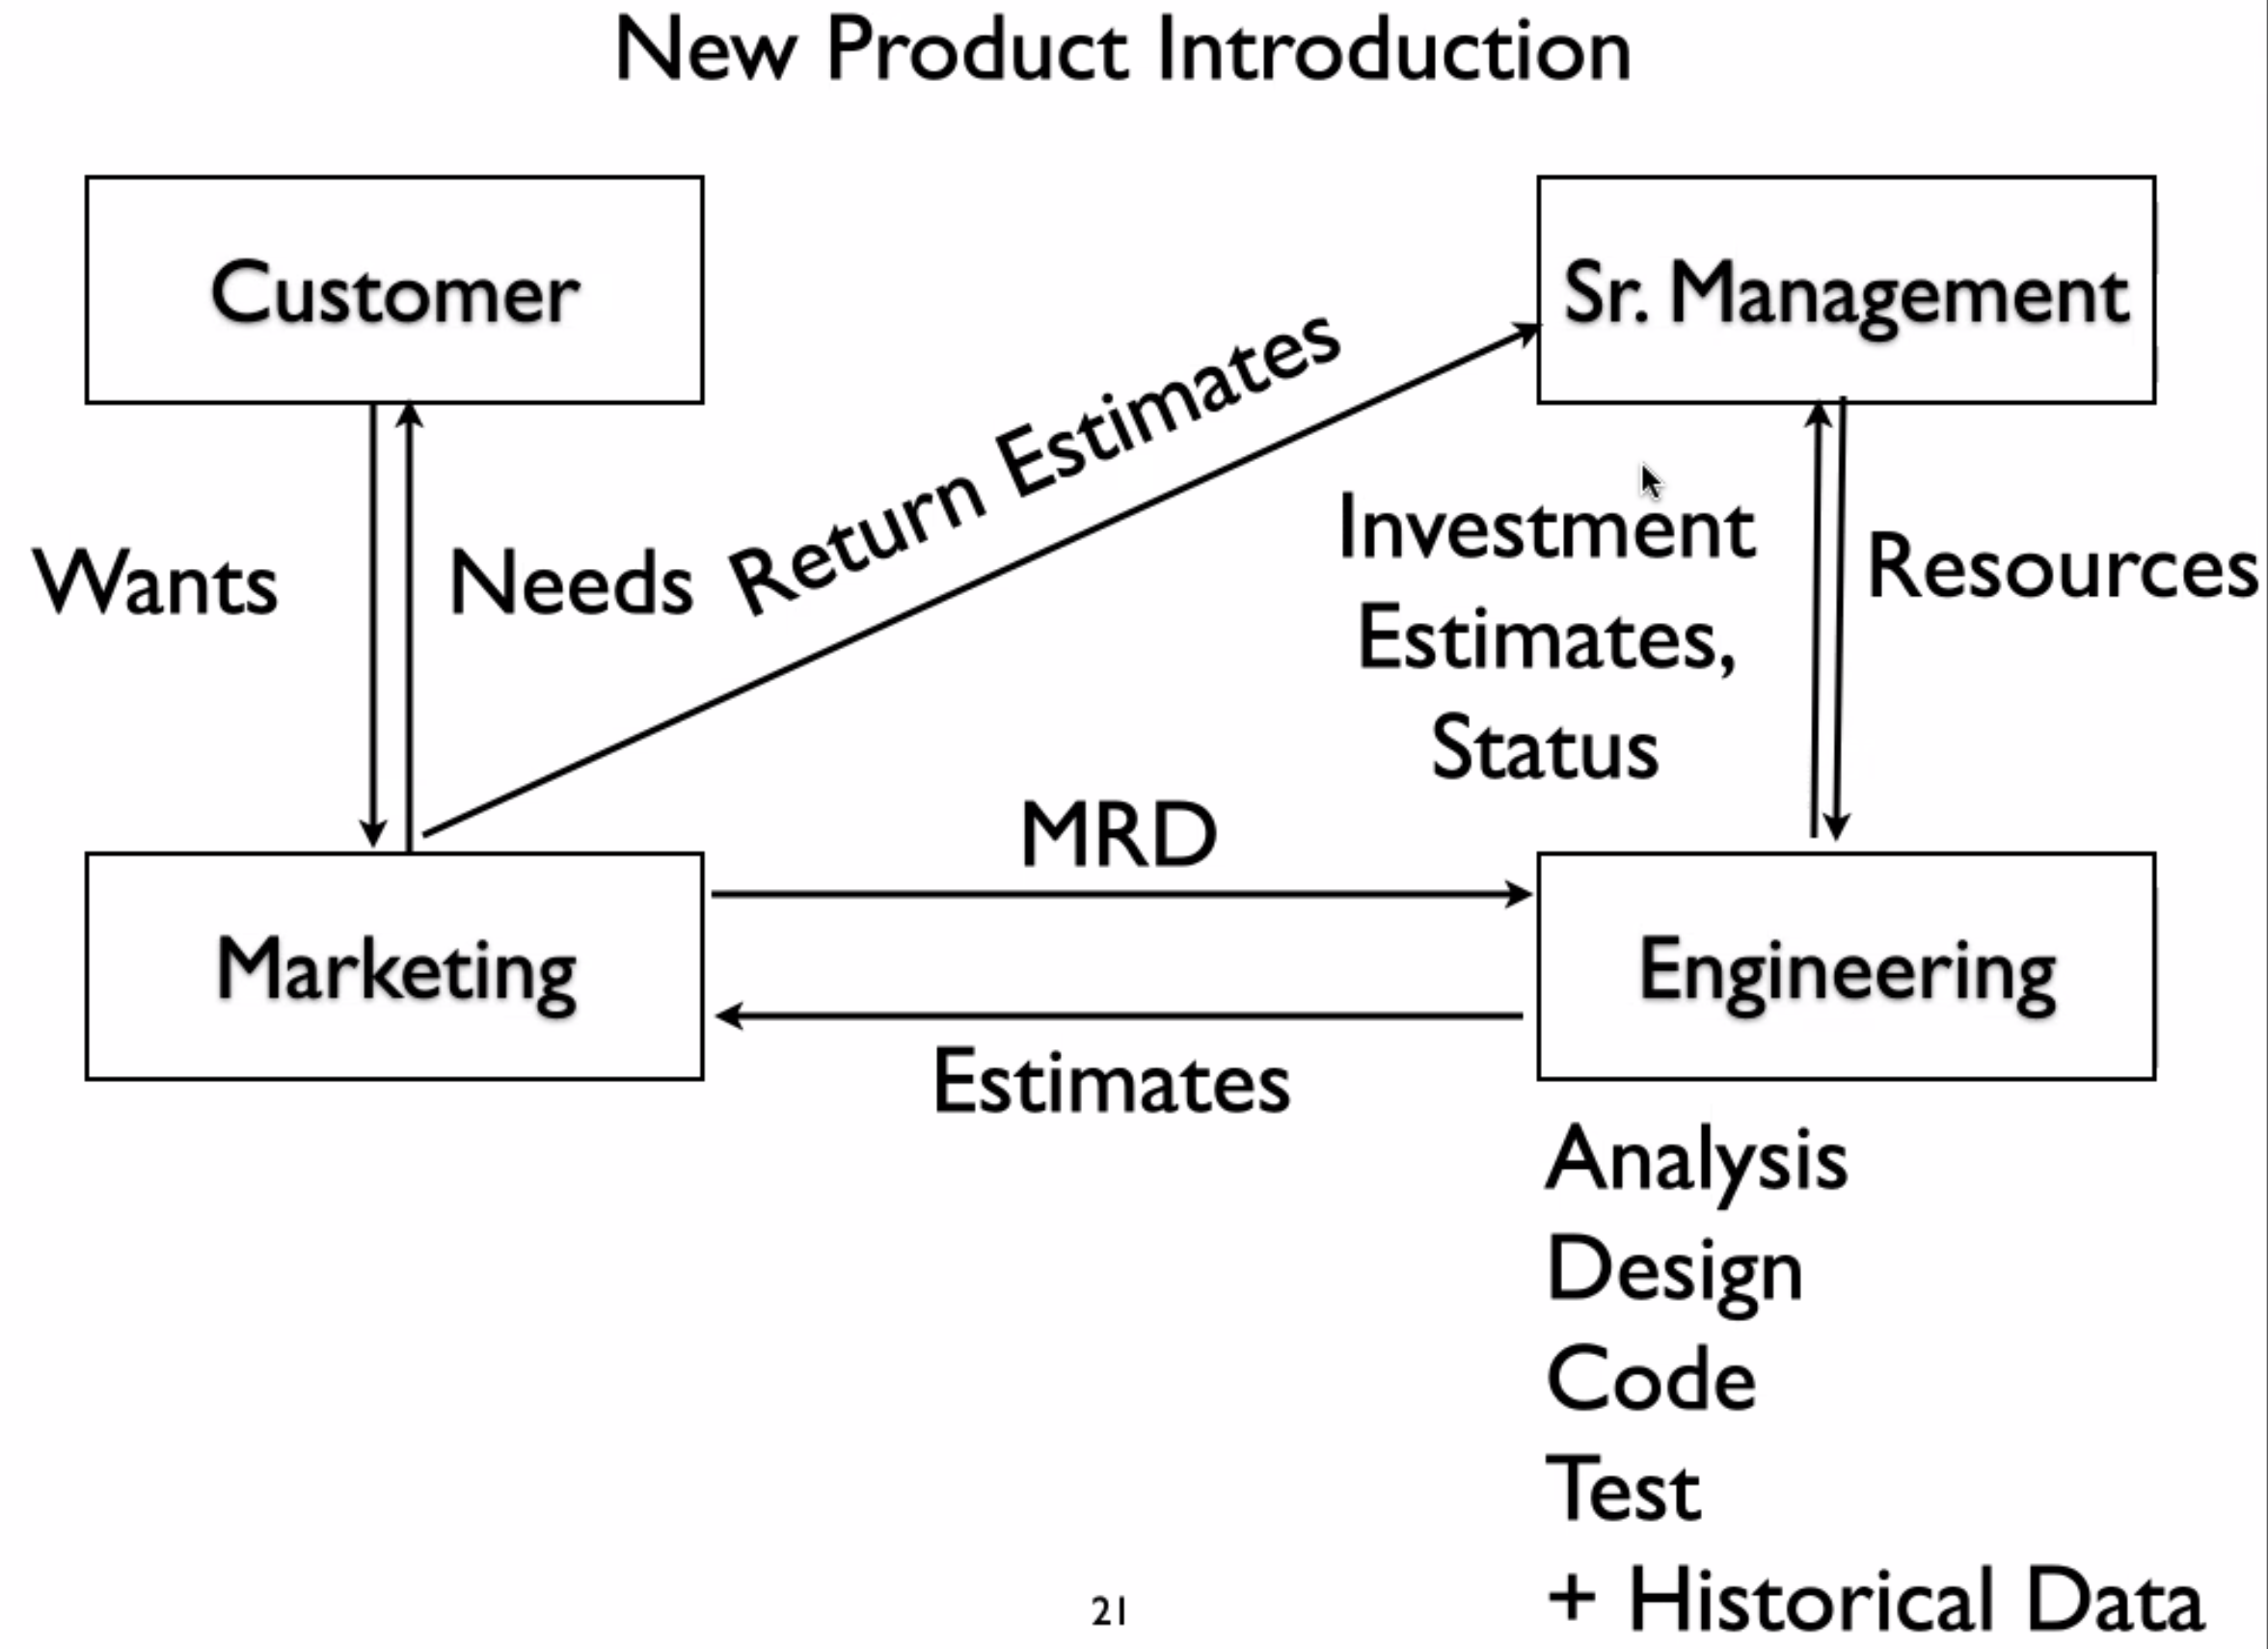 New Product Introduction
Customer
Sr. Management
Return Estimates
Wants
Needs
Investment
Estimates,
Status
Resources
MRD
Marketing
Engineering
Estimates
Analysis
Design
Code
Test
+ Historical Data
21